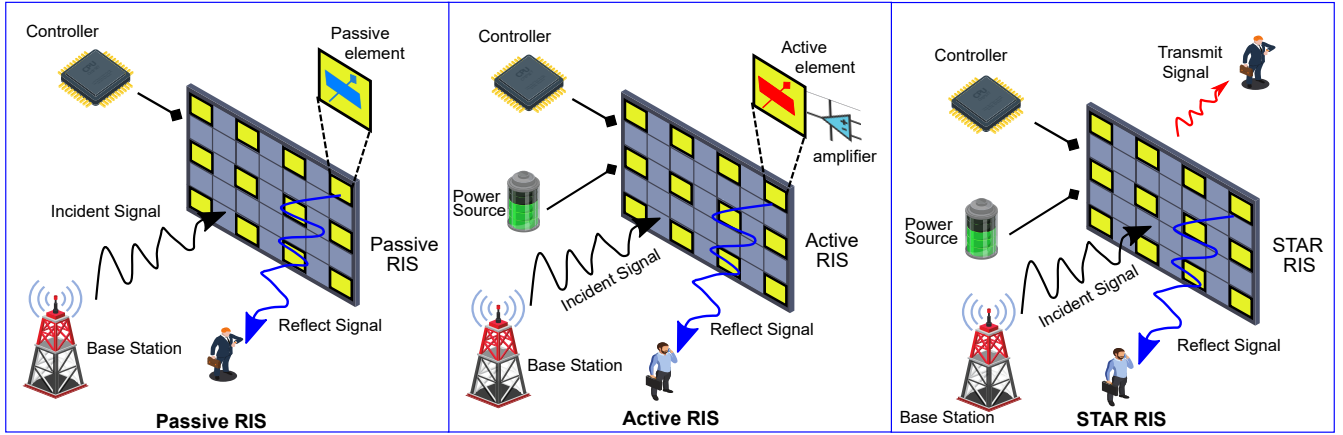 Controller
Passive
element
Incident Signal
Passive
RIS
Reflect Signal
Base Station
Passive RIS
Controller
Active
element
amplifier
Power
Source
Incident Signal
Active
RIS
Reflect Signal
Base Station
Active RIS
Transmit
Signal
Controller
Power
Source
Incident Signal
STAR
RIS
Reflect Signal
Base Station
STAR RIS